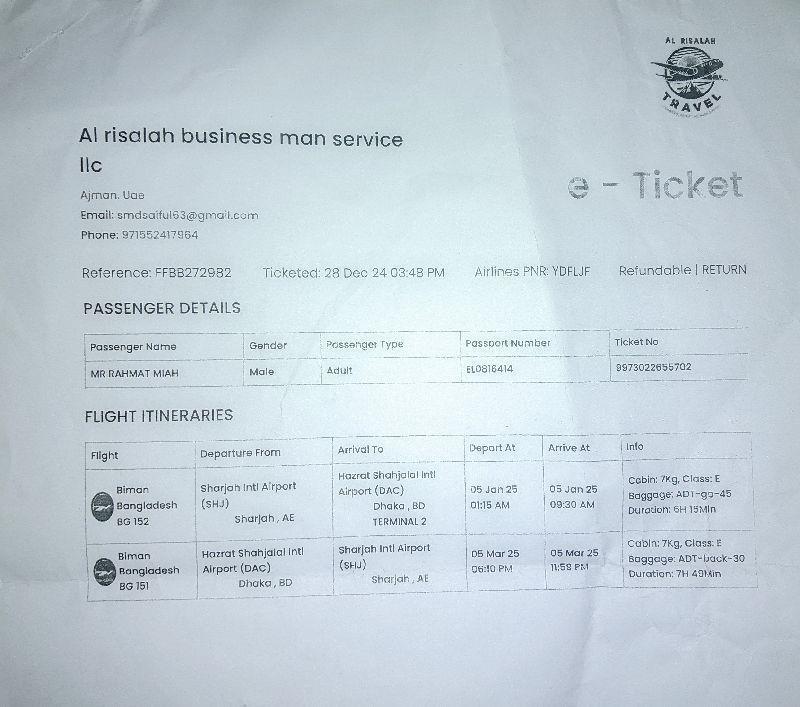 AL RISALAH
TRAVEL
Al risalah business man service
llc
e - Ticket
Ajman. Uae
Email: smdsaiful63@gmail.com
Phone: 971552417964
Reference: FFBB272982 Ticketed: 28 Dec 24 03:48 PM Airlines PNR: YDFLJF Refundable | RETURN
PASSENGER DETAILS
Passenger Name Gender Passenger Type Passport Number Ticket No
MR RAHMAT MIAH Male Adult EL0816414 9973022655702
FLIGHT ITINERARIES
Flight Departure From Arrival To Depart At Arrive At Info
Biman
Bangladesh
BG 152
Sharjah Intl Airport
(SHJ)
Sharjah , AE
Hazrat Shahjalal Intl
Airport (DAC)
Dhaka , BD
TERMINAL 2
05 Jan 25
01:15 AM
05 Jan 25
09:30 AM
Cabin: 7Kg, Class: E
Baggage: ADT-go-45
Duration: 6H 15Min
Biman
Bangladesh
BG 151
Hazrat Shahjalal Intl
Airport (DAC)
Dhaka , BD
Sharjah Intl Airport
(SHJ)
Sharjah , AE
05 Mar 25
06:10 PM
05 Mar 25
11:59 PM
Cabin: 7Kg, Class: E
Baggage: ADT-back-30
Duration: 7H 49Min